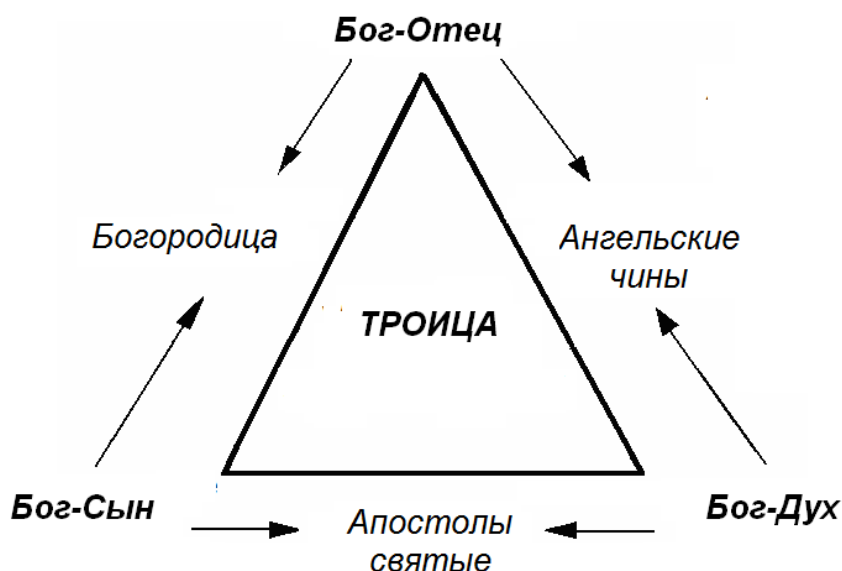 Бог-Отец
Богородица
Ангельские
чины
ТРОИЦА
Бог-Сын
Апостолы
святые
Бог-Дух